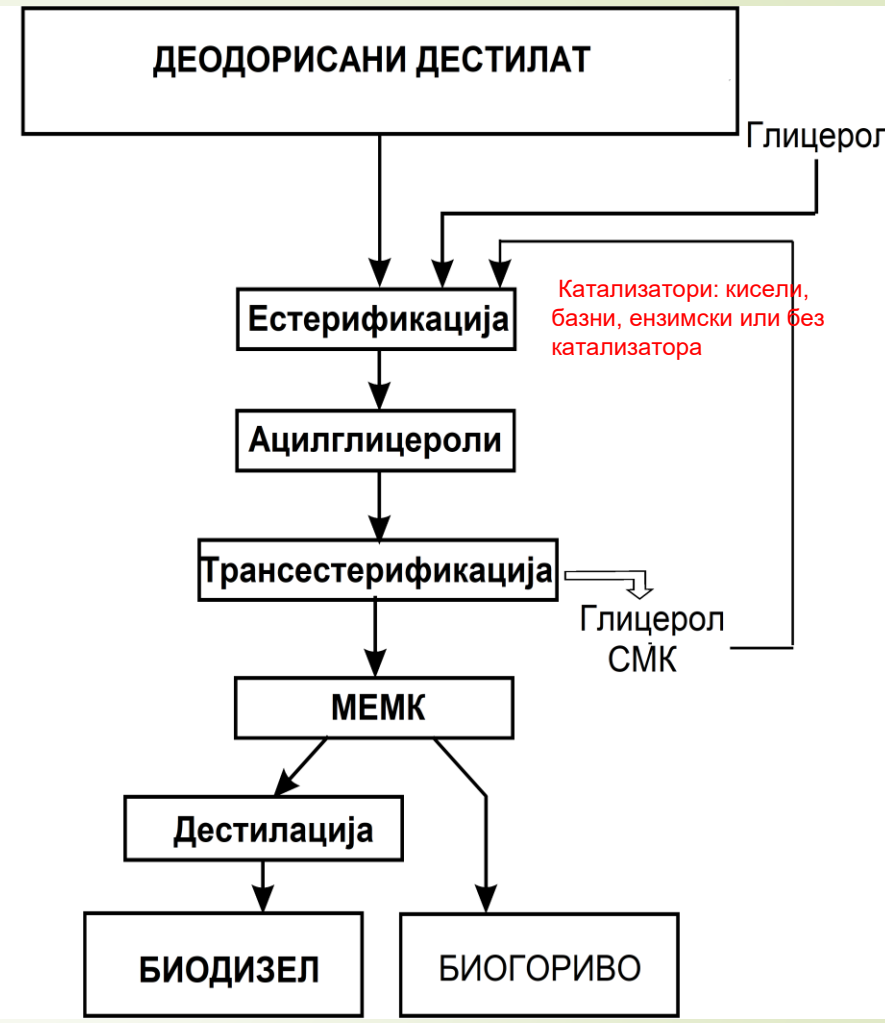 ДЕОДОРИСАНИ ДЕСТИЛАТ
Глицерол
Естерификација
Катализатори: кисели,
базни, ензимски или без
катализатора
Ацилглицероли
Трансестерификација
Глицерол
СМК
МЕМК
Дестилација
БИОДИЗЕЛ
БИОГОРИВО